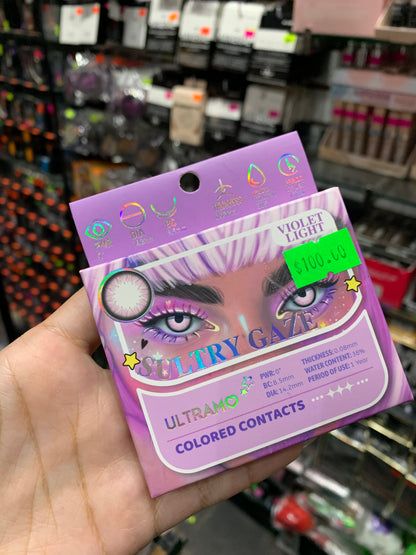 VIOLET
LIGHT
$100.00
SULTRY GAZE
ULTRAMO
PWR: 0°
BC: 8.5mm
DIA: 14.2mm
THICKNESS: 0.08mm
WATER CONTENT: 38%
PERIOD OF USE: 1 Year
COLORED CONTACTS